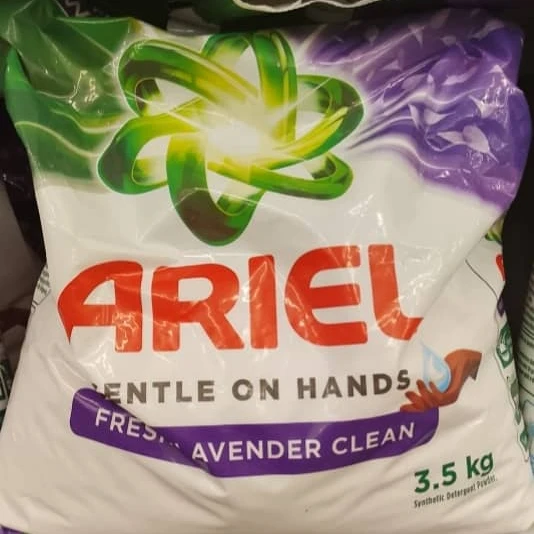 ARIEL
ENTLE ON HANDS
FRES AVENDER CLEAN
3.5 kg
Synthetic Detergent Powder